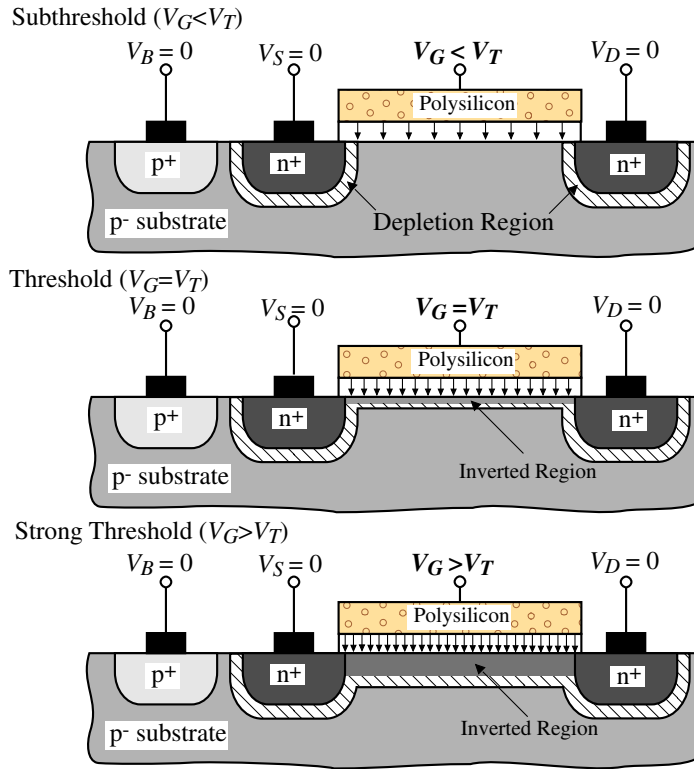 Subthreshold (VG<VT)
VB = 0 VS = 0 VG < VT VD = 0
Polysilicon
p+ n+ n+
p- substrate Depletion Region
Threshold (VG=VT)
VB = 0 VS = 0 VG =VT VD = 0
Polysilicon
p+ n+ n+
Inverted Region
p- substrate
Strong Threshold (VG>VT)
VB = 0 VS = 0 VG >VT VD = 0
Polysilicon
p+ n+ n+
p- substrate Inverted Region